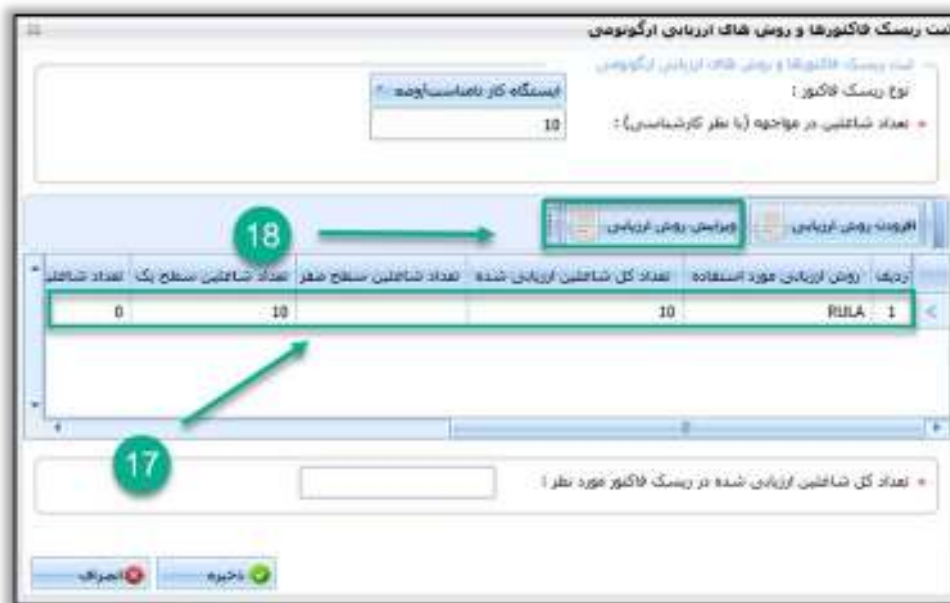 ثبت ریسک فاکتورها و روش های ارزیابی ارگونومی
ثبت ریسک فاکتورها و روش های ارزیابی ارگونومی
نوع ریسک فاکتور : ایستگاه کار نامناسب/وضع
* تعداد شاغلین در مواجهه (با نظر کارشناسی) : 10
افزودن روش ارزیابی ویرایش روش ارزیابی
18
ردیف روش ارزیابی مورد استفاده تعداد کل شاغلین ارزیابی شده تعداد شاغلین سطح صفر تعداد شاغلین سطح یک تعداد شاغلی
1 RULA 10 10 0
17
* تعداد کل شاغلین ارزیابی شده در ریسک فاکتور مورد نظر :
ذخیره انصراف